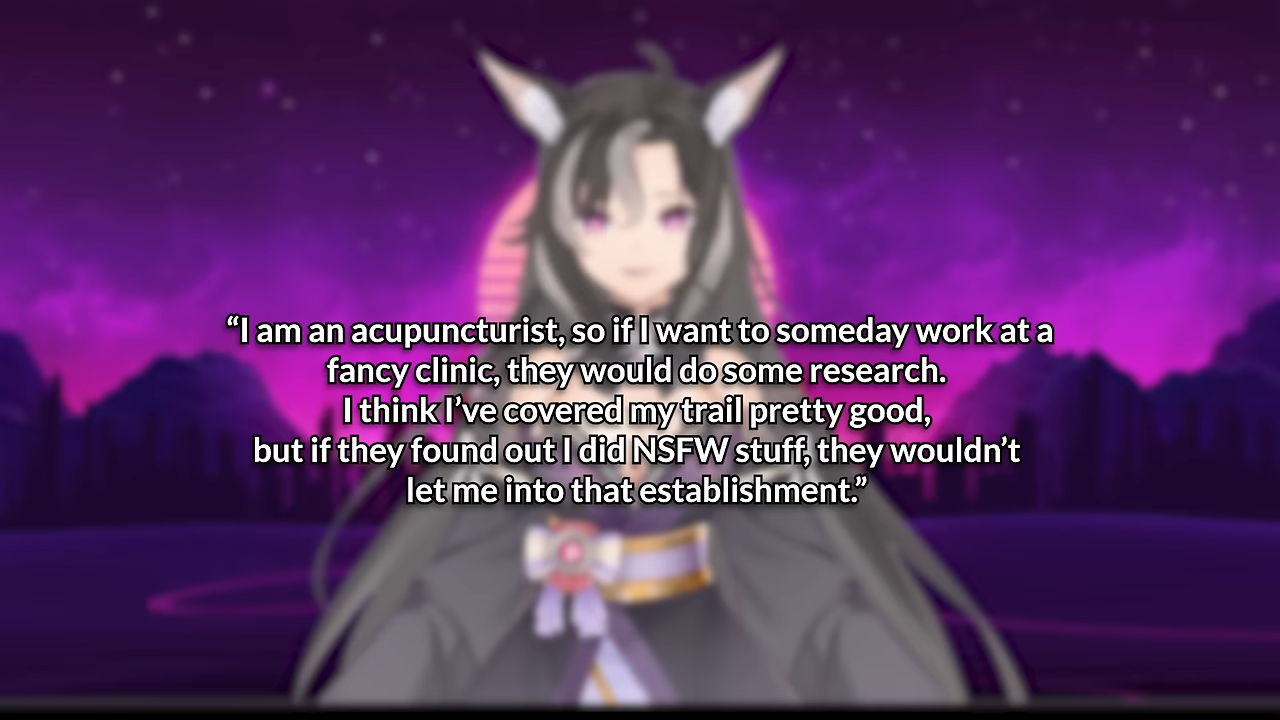 “I am an acupuncturist, so if I want to someday work at a
fancy clinic, they would do some research.
I think I’ve covered my trail pretty good,
but if they found out I did NSFW stuff, they wouldn’t
let me into that establishment.”